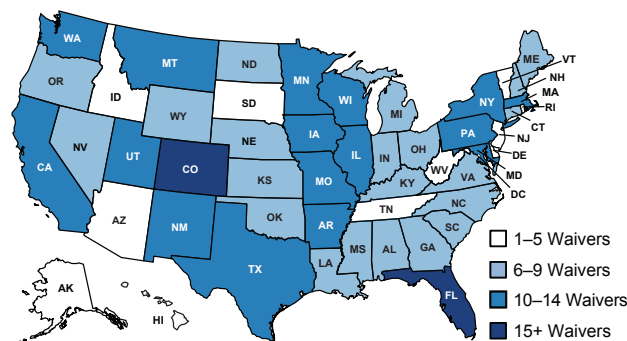 WA
MT
ND
MN
ME
VT
NH
MA
RI
CT
NJ
DE
MD
DC
OR
ID
SD
WI
NY
MI
WY
IA
PA
NE
NV
UT
CO
IL
IN
OH
WV
VA
CA
KS
MO
KY
NC
TN
AZ
NM
OK
AR
SC
MS
AL
GA
TX
LA
FL
AK
HI
1–5 Waivers
6–9 Waivers
10–14 Waivers
15+ Waivers